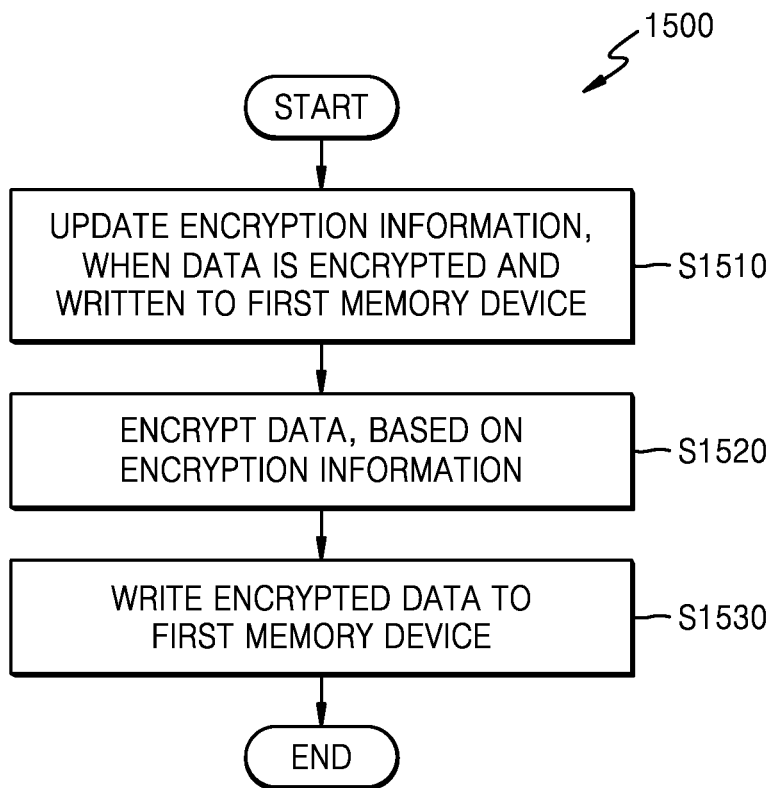 1500
START
UPDATE ENCRYPTION INFORMATION,
WHEN DATA IS ENCRYPTED AND
WRITTEN TO FIRST MEMORY DEVICE
S1510
ENCRYPT DATA, BASED ON
ENCRYPTION INFORMATION
S1520
WRITE ENCRYPTED DATA TO
FIRST MEMORY DEVICE
S1530
END